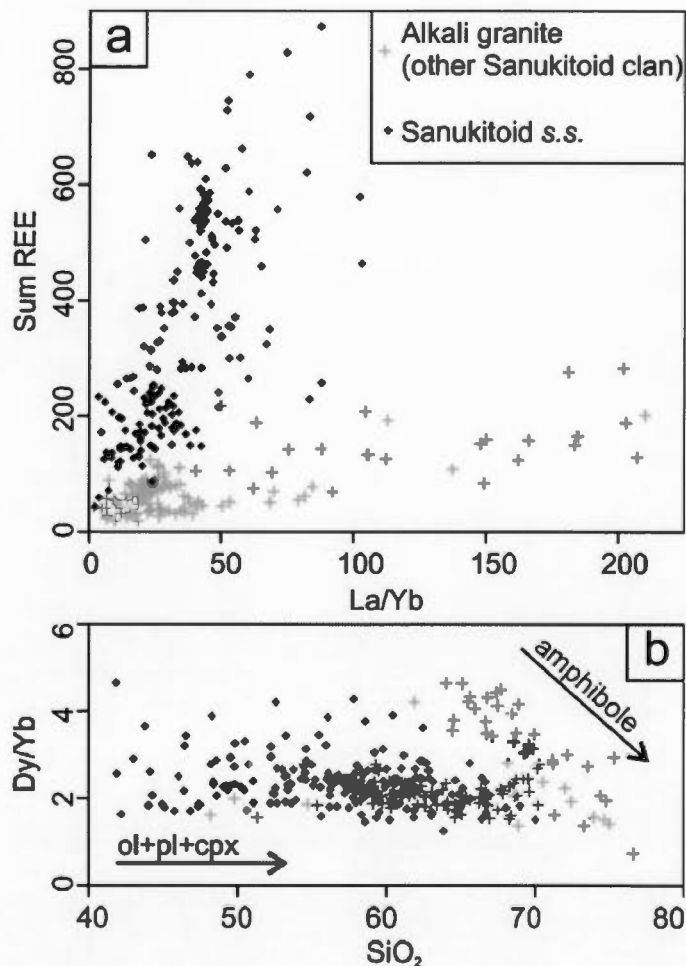 a
Alkali granite
(other Sanukitoid clan)
Sanukitoid s.s.
800
600
400
200
0
Sum REE
0 50 100 150 200
La/Yb
b
amphibole
6
4
2
0
Dy/Yb
ol+pl+cpx
40 50 60 70 80
SiO₂